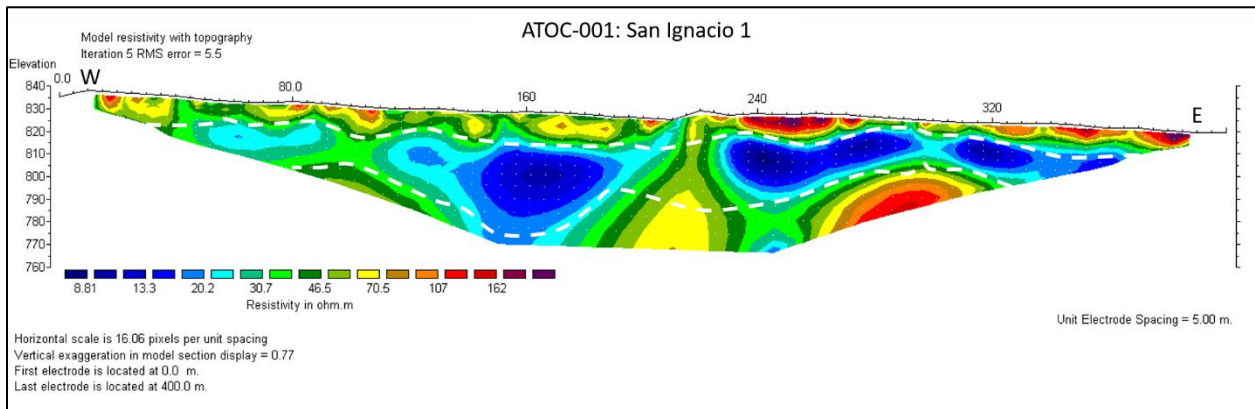 ATOC-001: San Ignacio 1
Model resistivity with topography
Iteration 5 RMS error = 5.5
Elevation
0.0 W 80.0 160 240 320 E
840
830
820
810
800
790
780
770
760
8.81 13.3 20.2 30.7 46.5 70.5 107 162
Resistivity in ohm.m
Unit Electrode Spacing = 5.00 m.
Horizontal scale is 16.06 pixels per unit spacing
Vertical exaggeration in model section display = 0.77
First electrode is located at 0.0 m.
Last electrode is located at 400.0 m.